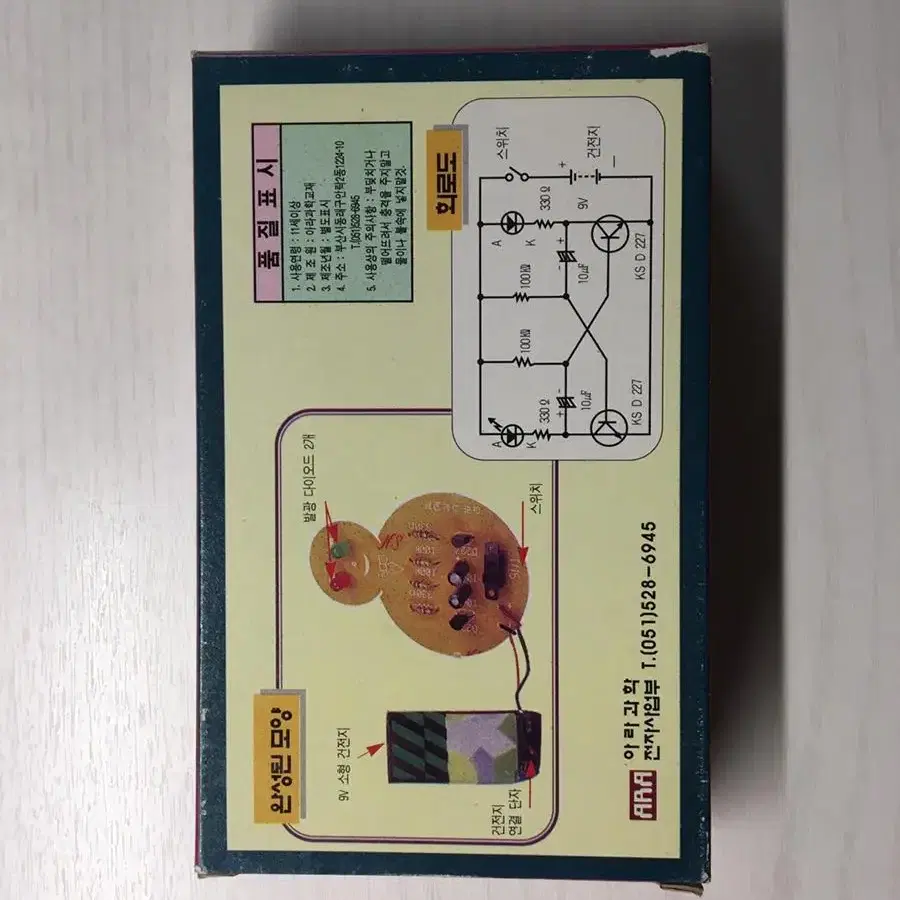 품 질 표 시
1. 사용연령 : 11세이상
2. 제 조 원 : 아라과학교재
3. 제조년월 : 별도표시
4. 주소 : 부산시동래구안락2동1224-10
T.(051)528-6945
5. 사용상의 주의사항 : 부딪치거나
떨어뜨려서 충격을 주지말고
물이나 불속에 넣지말것.
회로도
스위치
건전지
+
−
9V
A
K
330Ω
100KΩ
100KΩ
A
K
330Ω
+
-
10μF
+
-
10μF
KS D 227
KS D 227
완성된 모양
발광 다이오드 2개
스위치
9V 소형 건전지
건전지
연결 단자
330Ω
100K
100K
330Ω
ARA
아 라 과 학
전자사업부 T.(051)528-6945